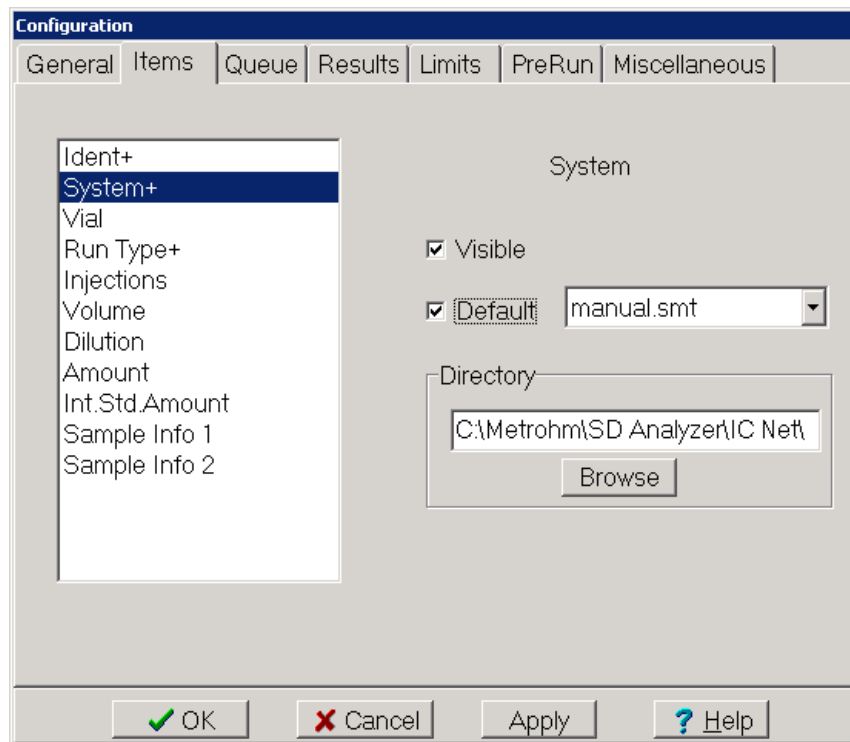 Configuration
General Items Queue Results Limits PreRun Miscellaneous
Ident+
System+
Vial
Run Type+
Injections
Volume
Dilution
Amount
Int.Std.Amount
Sample Info 1
Sample Info 2
System
Visible
Default manual.smt
Directory
C:\Metrohm\SD Analyzer\IC Net\
Browse
OK Cancel Apply ? Help